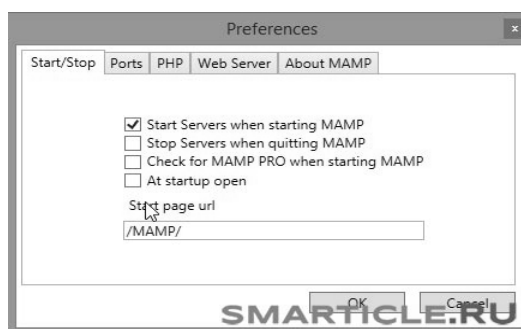 Preferences
x
Start/Stop Ports PHP Web Server About MAMP
Start Servers when starting MAMP
Stop Servers when quitting MAMP
Check for MAMP PRO when starting MAMP
At startup open
Start page url
/MAMP/
OK Cancel
SMARTICLE.RU